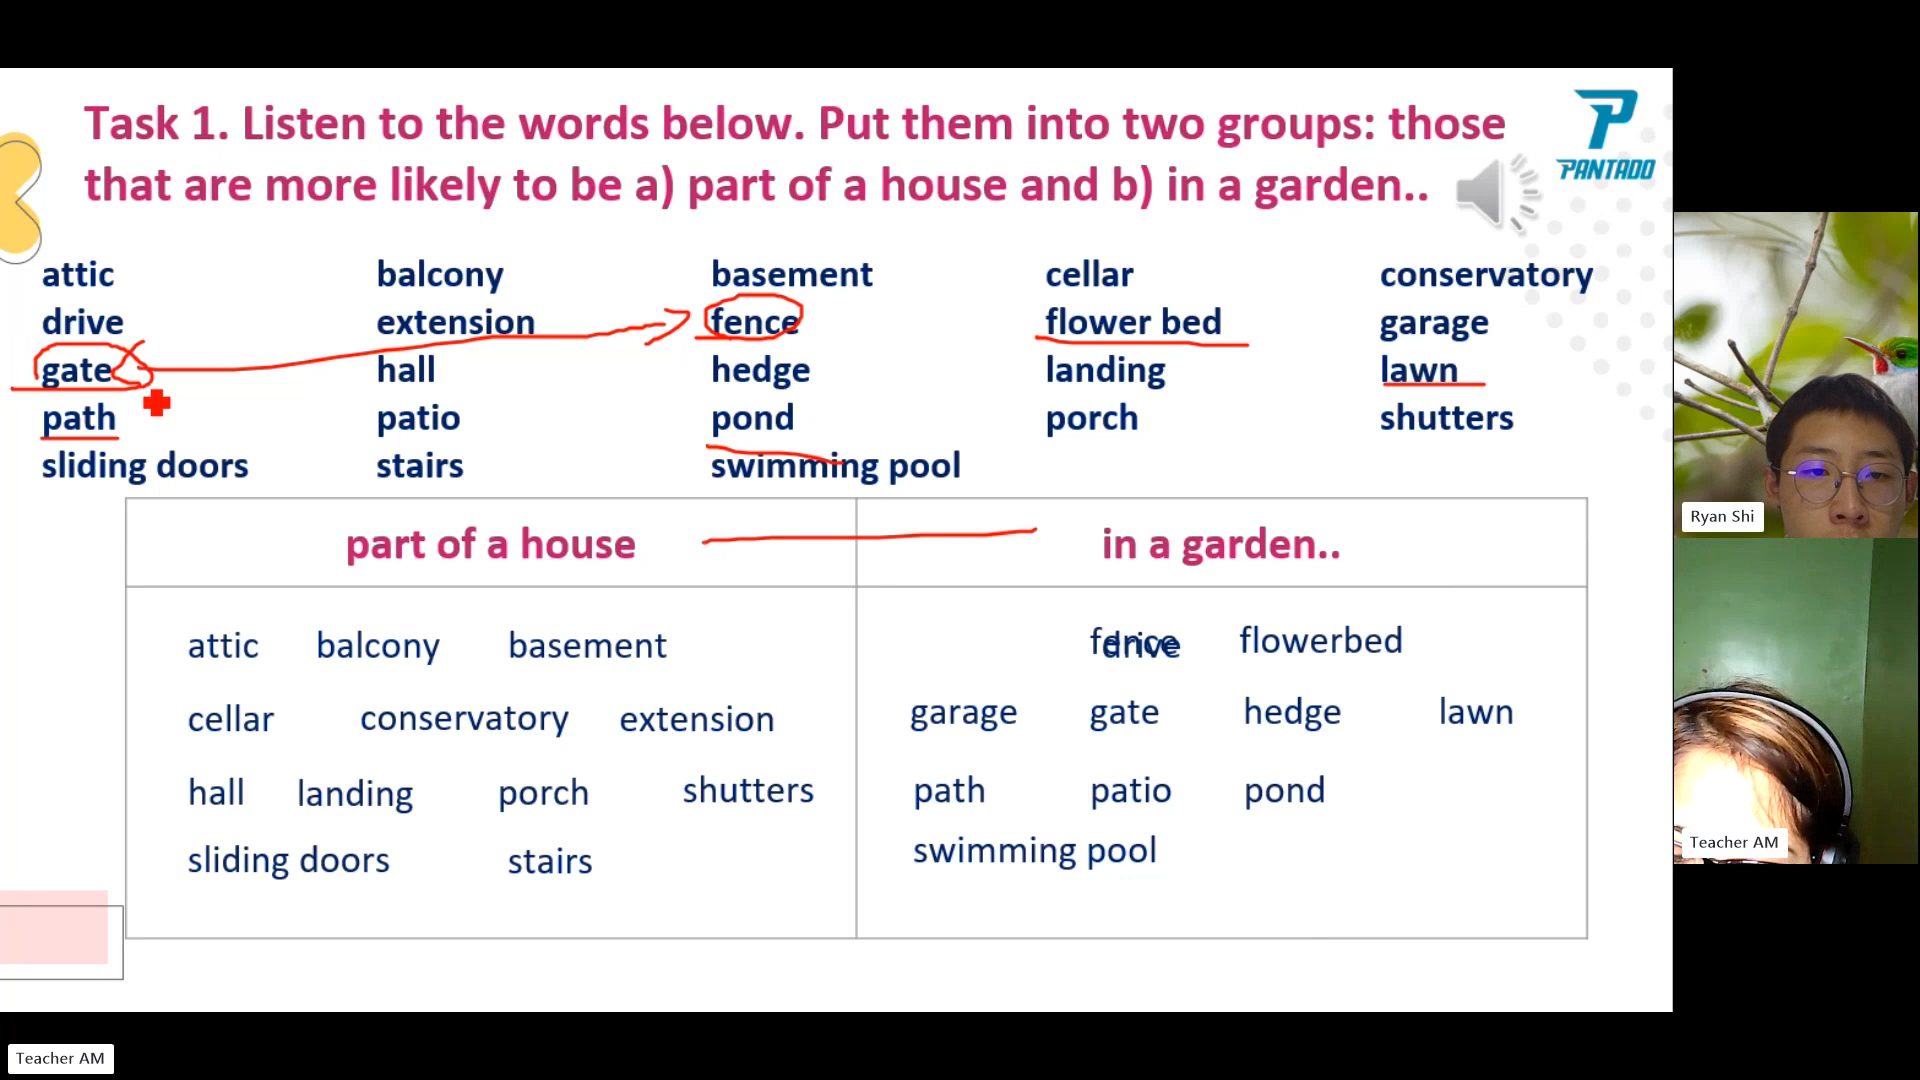 Task 1. Listen to the words below. Put them into two groups: those
that are more likely to be a) part of a house and b) in a garden..
PANTADO
attic balcony basement cellar conservatory
drive extension fence flower bed garage
gate hall hedge landing lawn
path patio pond porch shutters
sliding doors stairs swimming pool
part of a house in a garden..
attic balcony basement
cellar conservatory extension
hall landing porch shutters
sliding doors stairs
fence drive flowerbed
garage gate hedge lawn
path patio pond
swimming pool
Ryan Shi
Teacher AM
Teacher AM